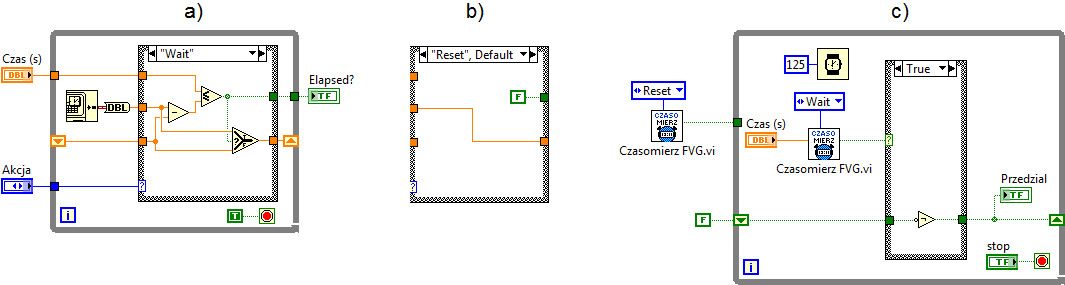 a)
b)
c)
"Wait"
Czas (s)
DBL
DBL
Elapsed?
TF
Akcja
?
i
T
"Reset", Default
F
?
125
True
Reset
Wait
CZASO
MIERZ
Czasomierz FVG.vi
Czas (s)
DBL
CZASO
MIERZ
Czasomierz FVG.vi
?
Przedzial
TF
F
stop
TF
i